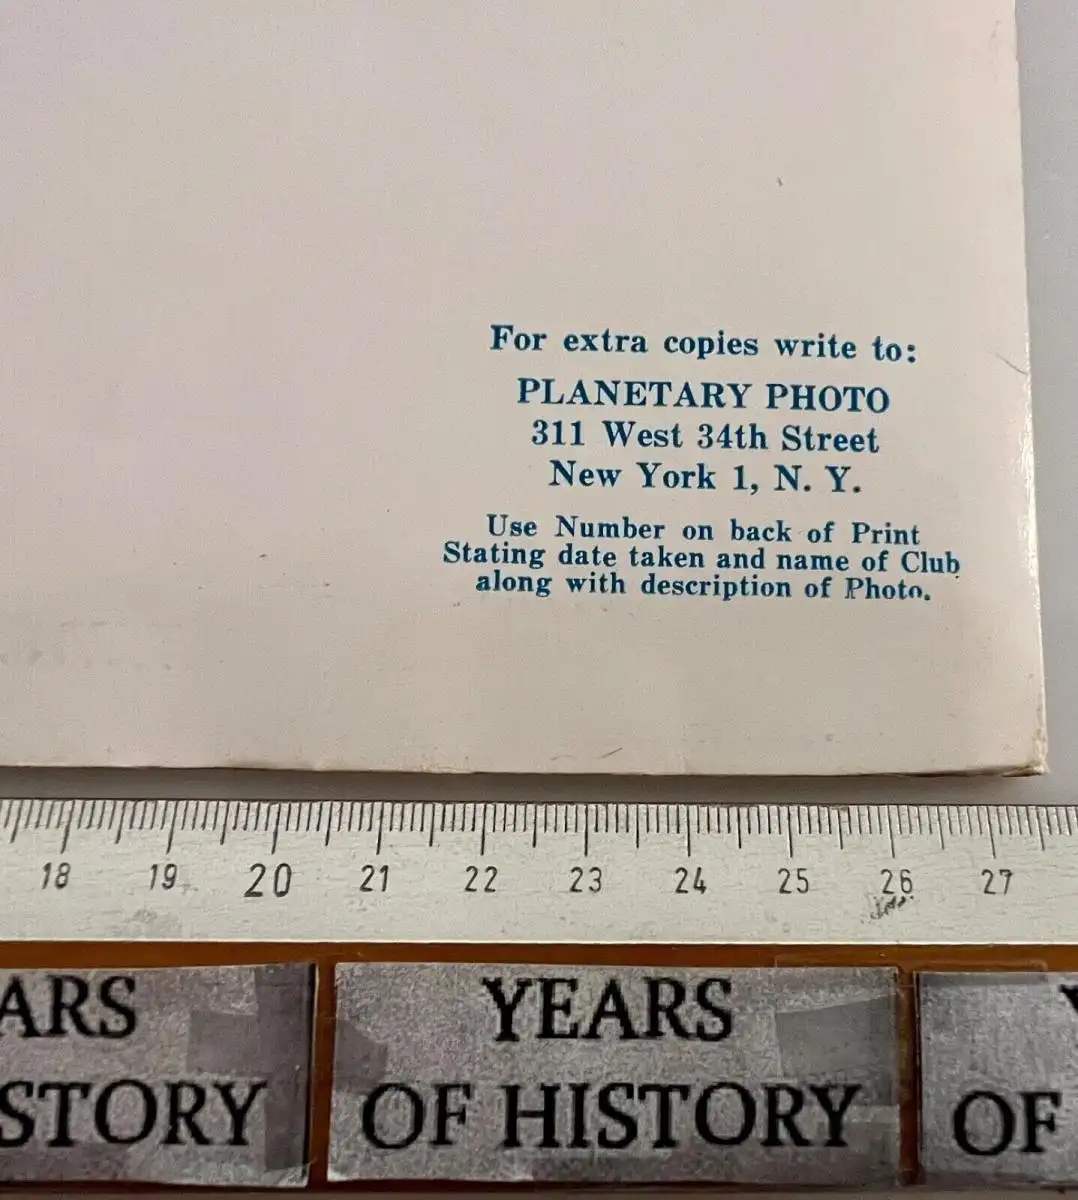 For extra copies write to:
PLANETARY PHOTO
311 West 34th Street
New York 1, N. Y.
Use Number on back of Print
Stating date taken and name of Club
along with description of Photo.
18 19 20 21 22 23 24 25 26 27
ARS YEARS
STORY OF HISTORY OF